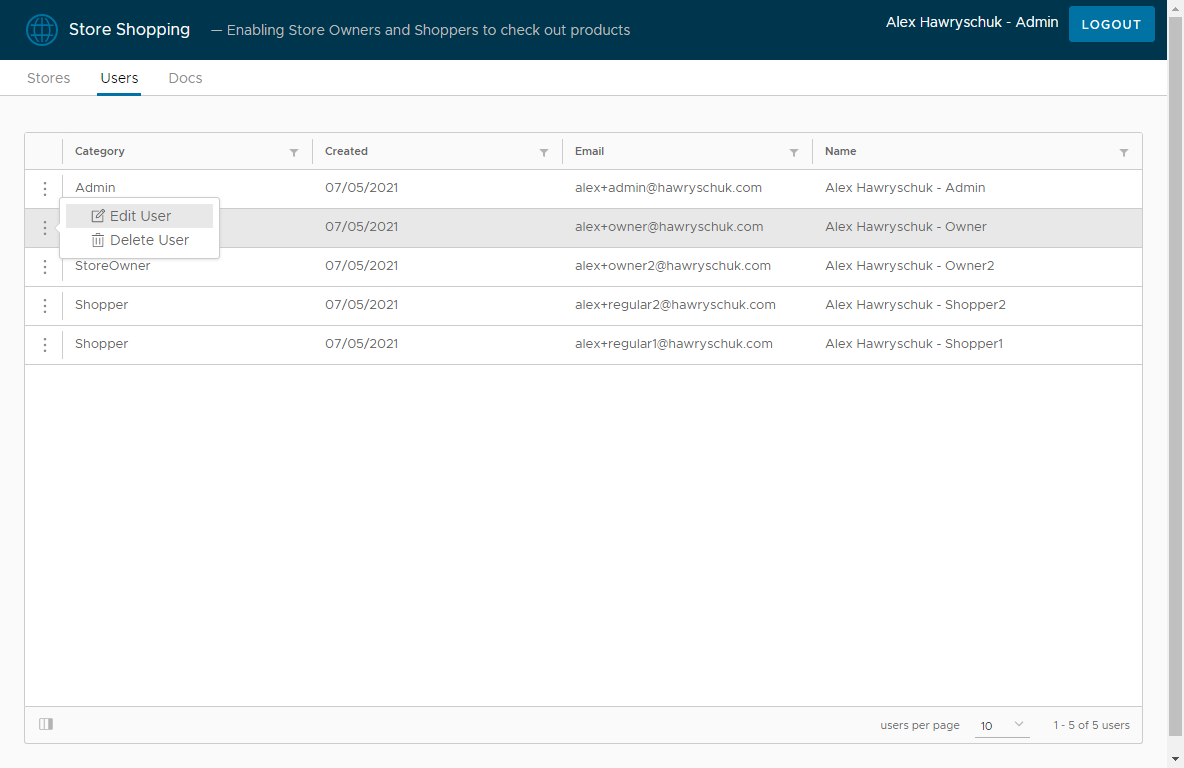 Store Shopping — Enabling Store Owners and Shoppers to check out products Alex Hawryschuk - Admin LOGOUT
Stores Users Docs
Category Created Email Name
Admin 07/05/2021 alex+admin@hawryschuk.com Alex Hawryschuk - Admin
Edit User
Delete User
07/05/2021 alex+owner@hawryschuk.com Alex Hawryschuk - Owner
StoreOwner 07/05/2021 alex+owner2@hawryschuk.com Alex Hawryschuk - Owner2
Shopper 07/05/2021 alex+regular2@hawryschuk.com Alex Hawryschuk - Shopper2
Shopper 07/05/2021 alex+regular1@hawryschuk.com Alex Hawryschuk - Shopper1
users per page 10 1 - 5 of 5 users